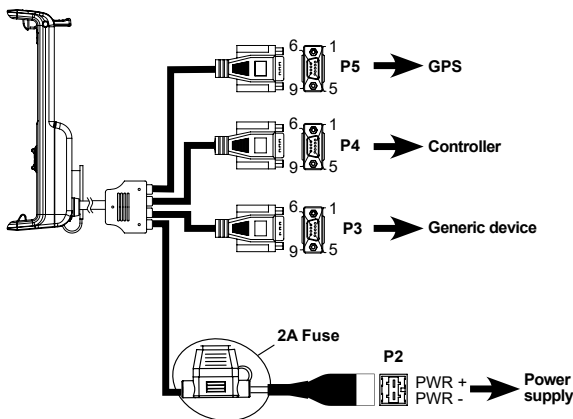 6 1
P5 GPS
9 5
6 1
P4 Controller
9 5
6 1
P3 Generic device
9 5
2A Fuse
P2
PWR +
PWR -
Power
supply